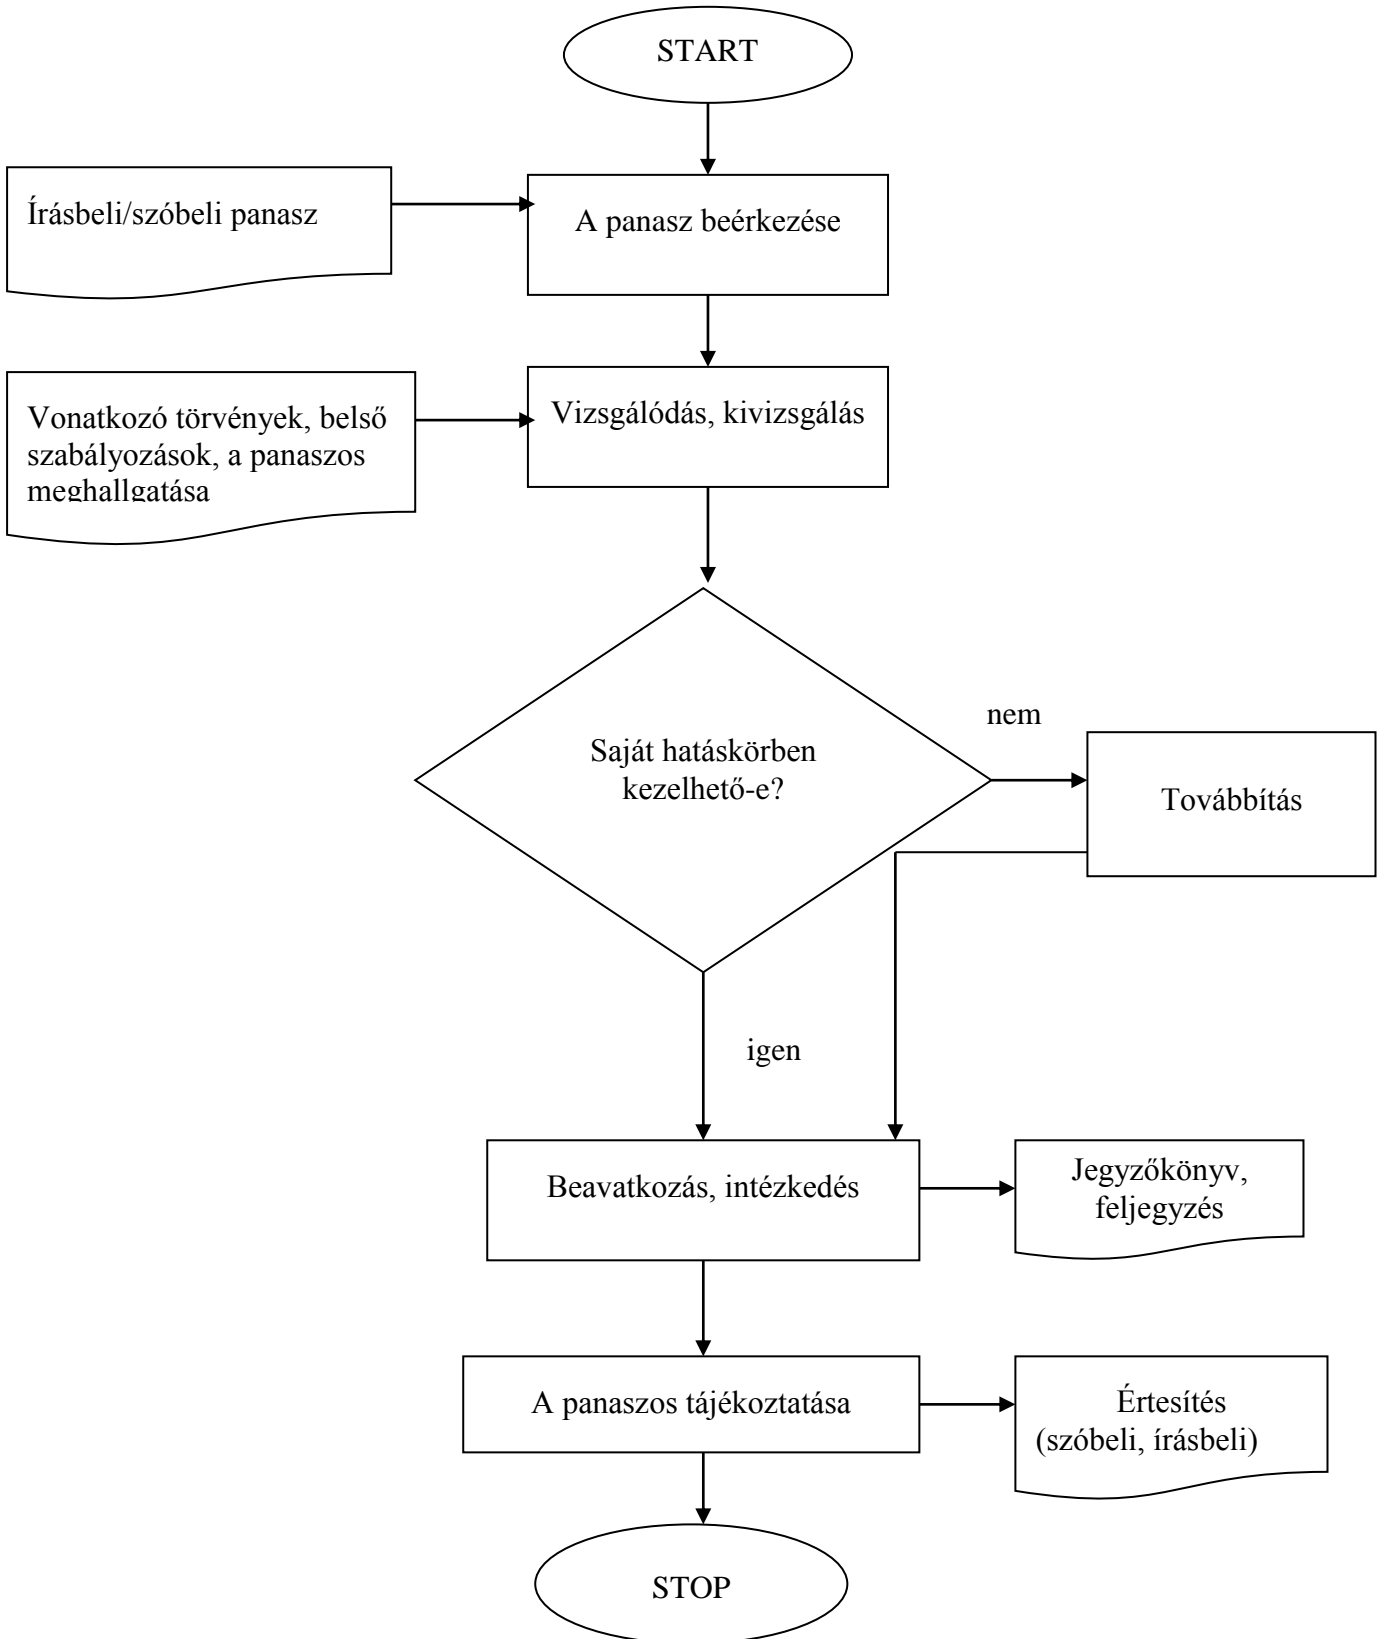 START
Írásbeli/szóbeli panasz
A panasz beérkezése
Vonatkozó törvények, belső
szabályozások, a panaszos
meghallgatása
Vizsgálódás, kivizsgálás
Saját hatáskörben
kezelhető-e?
nem
Továbbítás
igen
Beavatkozás, intézkedés
Jegyzőkönyv,
feljegyzés
A panaszos tájékoztatása
Értesítés
(szóbeli, írásbeli)
STOP